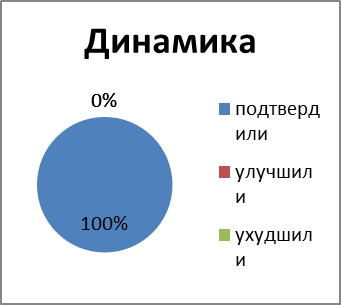 Динамика
0%
100%
подтверд
или
улучшил
и
ухудшил
и